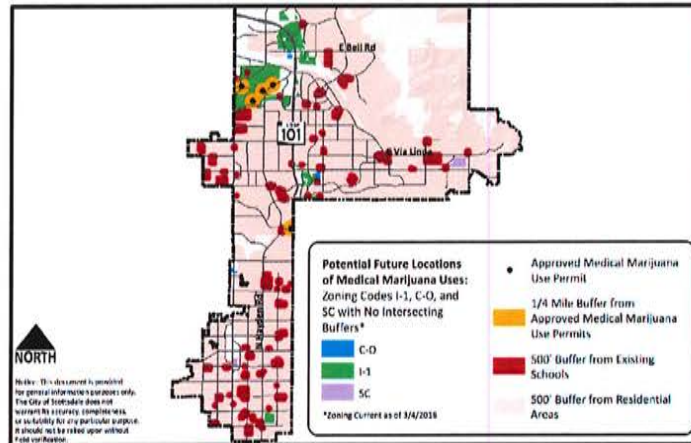 E Bell Rd
LOOP
101
E Via Linda
N Hayden Rd
NORTH
Notice: This document is provided
for general information purposes only.
The City of Scottsdale does not
warrant its accuracy, completeness,
or suitability for any particular purpose.
It should not be relied upon without
field verification.
Potential Future Locations
of Medical Marijuana Uses:
Zoning Codes I-1, C-O, and
SC with No Intersecting
Buffers*
C-O
I-1
SC
*Zoning Current as of 3/4/2016
Approved Medical Marijuana
Use Permit
1/4 Mile Buffer from
Approved Medical Marijuana
Use Permits
500' Buffer from Existing
Schools
500' Buffer from Residential
Areas